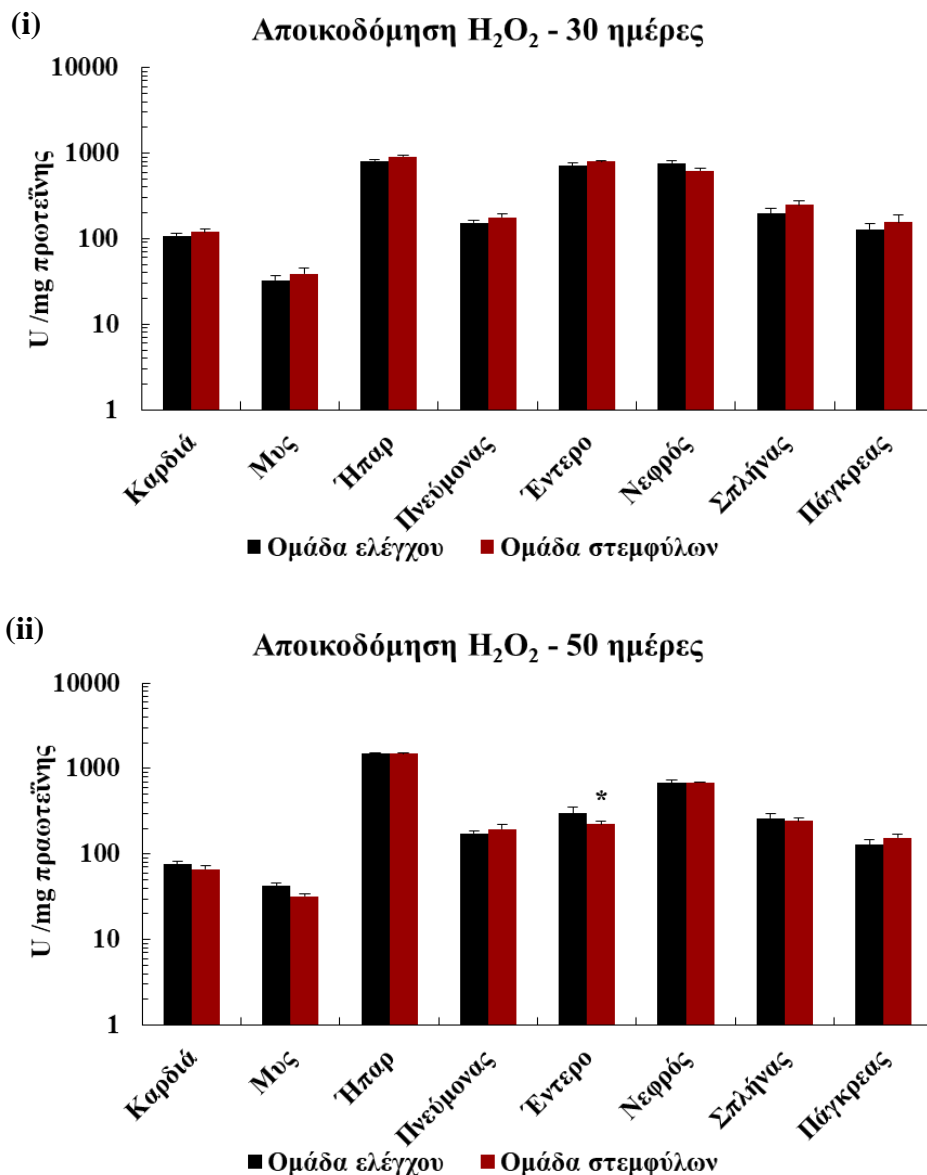 (i)
Αποικοδόμηση H₂O₂ - 30 ημέρες
10000
1000
100
10
1
U /mg πρωτεΐνης
Καρδιά
Μυς
Ήπαρ
Πνεύμονας
Έντερο
Νεφρός
Σπλήνας
Πάγκρεας
Ομάδα ελέγχου
Ομάδα στεμφύλων
(ii)
Αποικοδόμηση H₂O₂ - 50 ημέρες
10000
1000
100
10
1
U /mg πραωτεΐνης
*
Καρδιά
Μυς
Ήπαρ
Πνεύμονας
Έντερο
Νεφρός
Σπλήνας
Πάγκρεας
Ομάδα ελέγχου
Ομάδα στεμφύλων